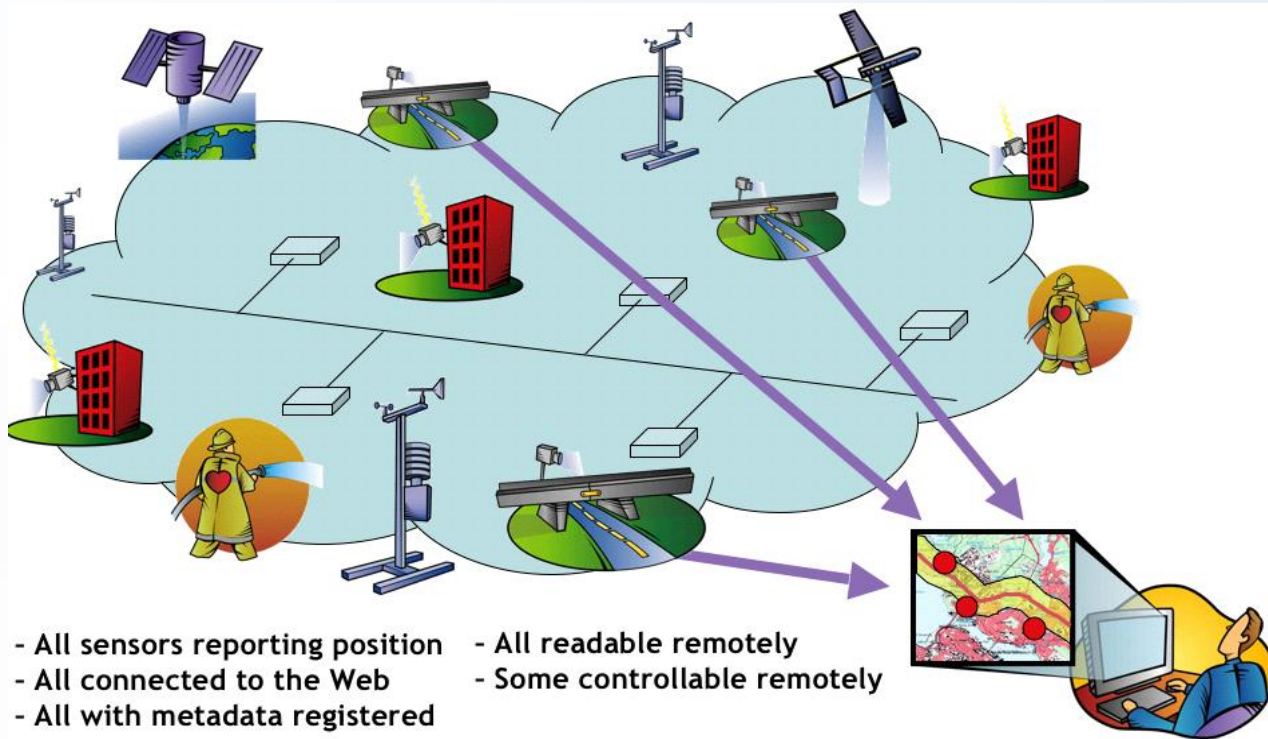 - All sensors reporting position
- All connected to the Web
- All with metadata registered
- All readable remotely
- Some controllable remotely